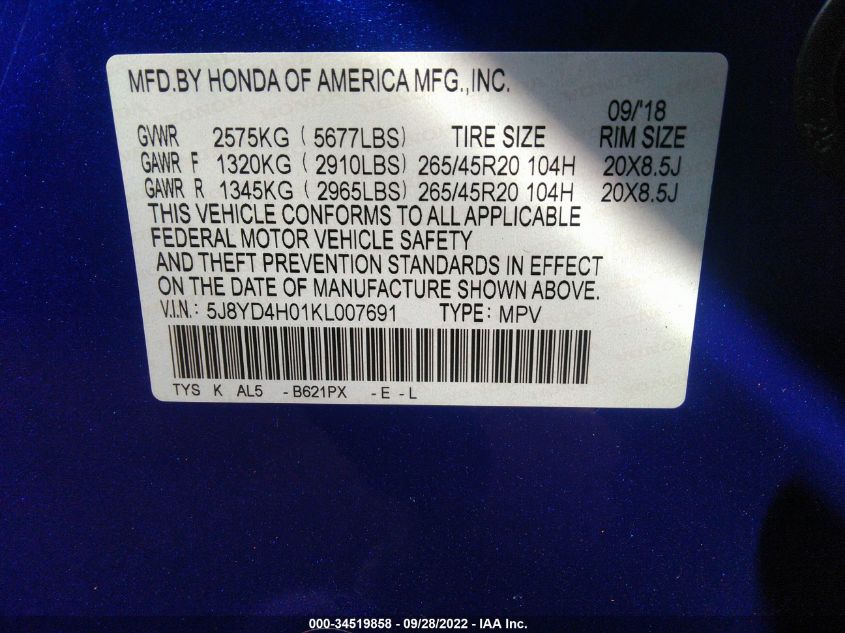 MFD.BY HONDA OF AMERICA MFG.,INC.
09/'18
GVWR 2575KG ( 5677LBS) TIRE SIZE RIM SIZE
GAWR F 1320KG ( 2910LBS) 265/45R20 104H 20X8.5J
GAWR R 1345KG ( 2965LBS) 265/45R20 104H 20X8.5J
THIS VEHICLE CONFORMS TO ALL APPLICABLE
FEDERAL MOTOR VEHICLE SAFETY
AND THEFT PREVENTION STANDARDS IN EFFECT
ON THE DATE OF MANUFACTURE SHOWN ABOVE.
V.I.N.: 5J8YD4H01KL007691 TYPE: MPV
TYS K AL5 -B621PX -E -L
000-34519858 - 09/28/2022 - IAA Inc.